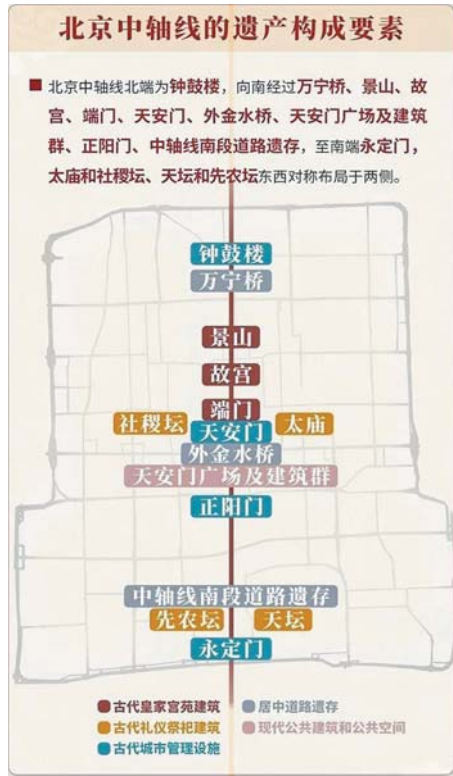 北京中轴线的遗产构成要素
北京中轴线北端为钟鼓楼，向南经过万宁桥、景山、故
宫、端门、天安门、外金水桥、天安门广场及建筑
群、正阳门、中轴线南段道路遗存，至南端永定门，
太庙和社稷坛、天坛和先农坛东西对称布局于两侧。
钟鼓楼
万宁桥
景山
故宫
端门
社稷坛
太庙
天安门
外金水桥
天安门广场及建筑群
正阳门
中轴线南段道路遗存
先农坛
天坛
永定门
古代皇家宫苑建筑
居中道路遗存
古代礼仪祭祀建筑
现代公共建筑和公共空间
古代城市管理设施